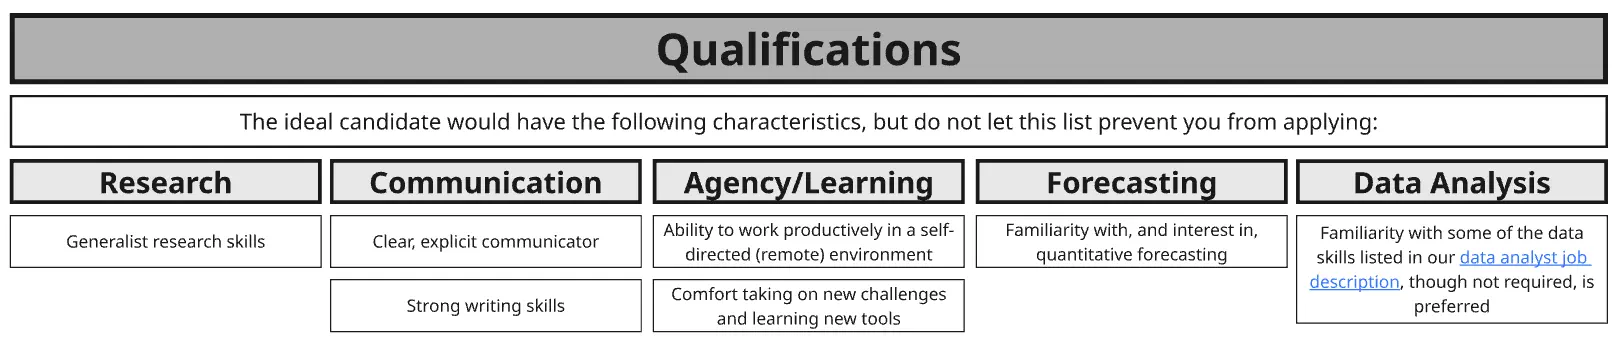 Qualifications
The ideal candidate would have the following characteristics, but do not let this list prevent you from applying:
Research
Generalist research skills
Communication
Clear, explicit communicator
Strong writing skills
Agency/Learning
Ability to work productively in a self-
directed (remote) environment
Comfort taking on new challenges
and learning new tools
Forecasting
Familiarity with, and interest in,
quantitative forecasting
Data Analysis
Familiarity with some of the data
skills listed in our data analyst job
description, though not required, is
preferred